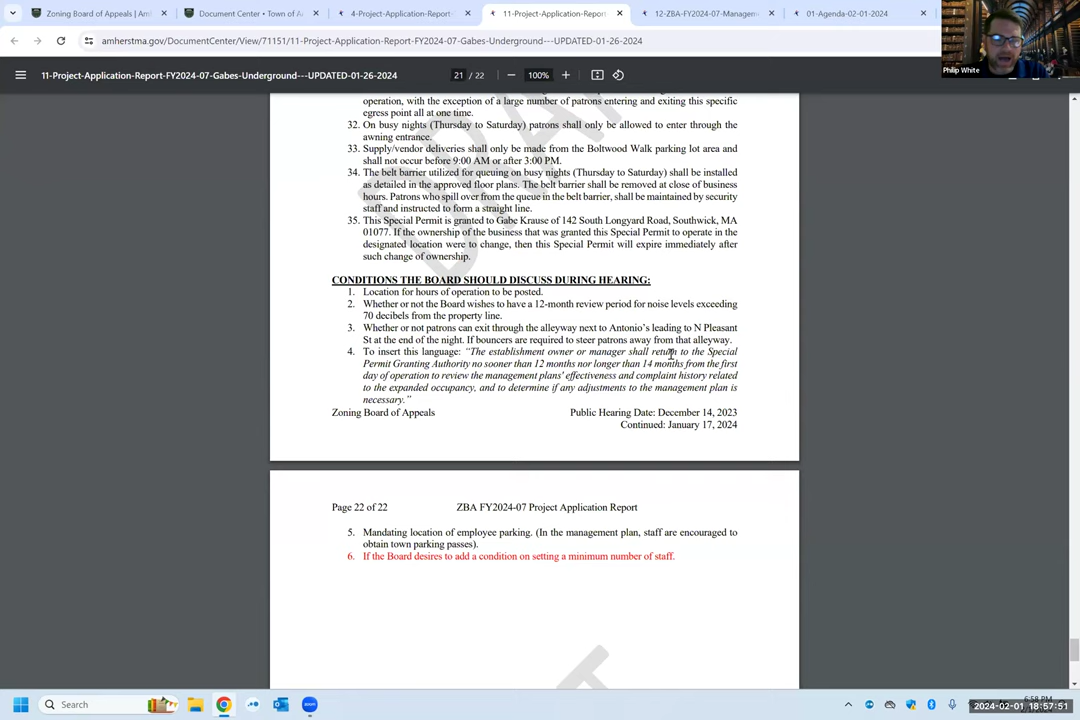 Zoning Board of Appeals | Am
Document Center • Town of A
4-Project-Application-Report-
11-Project-Application-Report-
12-ZBA-FY2024-07-Managem
01-Agenda-02-01-2024
amherstma.gov/DocumentCenter/View/71151/11-Project-Application-Report-FY2024-07-Gabes-Underground---UPDATED-01-26-2024
Philip White
11-Project-Application-Report-FY2024-07-Gabes-Underground---UPDATED-01-26-2024
21 / 22
100%
operation, with the exception of a large number of patrons entering and exiting this specific
egress point all at one time.
32. On busy nights (Thursday to Saturday) patrons shall only be allowed to enter through the
awning entrance.
33. Supply/vendor deliveries shall only be made from the Boltwood Walk parking lot area and
shall not occur before 9:00 AM or after 3:00 PM.
34. The belt barrier utilized for queuing on busy nights (Thursday to Saturday) shall be installed
as detailed in the approved floor plans. The belt barrier shall be removed at close of business
hours. Patrons who spill over from the queue in the belt barrier, shall be maintained by security
staff and instructed to form a straight line.
35. This Special Permit is granted to Gabe Krause of 142 South Longyard Road, Southwick, MA
01077. If the ownership of the business that was granted this Special Permit to operate in the
designated location were to change, then this Special Permit will expire immediately after
such change of ownership.
DRAFT
CONDITIONS THE BOARD SHOULD DISCUSS DURING HEARING:
1. Location for hours of operation to be posted.
2. Whether or not the Board wishes to have a 12-month review period for noise levels exceeding
70 decibels from the property line.
3. Whether or not patrons can exit through the alleyway next to Antonio's leading to N Pleasant
St at the end of the night. If bouncers are required to steer patrons away from that alleyway.
4. To insert this language: "The establishment owner or manager shall return to the Special
Permit Granting Authority no sooner than 12 months nor longer than 14 months from the first
day of operation to review the management plans' effectiveness and complaint history related
to the expanded occupancy, and to determine if any adjustments to the management plan is
necessary."
Zoning Board of Appeals
Public Hearing Date: December 14, 2023
Continued: January 17, 2024
Page 22 of 22
ZBA FY2024-07 Project Application Report
5. Mandating location of employee parking. (In the management plan, staff are encouraged to
obtain town parking passes).
6. If the Board desires to add a condition on setting a minimum number of staff.
Search
6:58 PM
2024-02-01 18:57:51